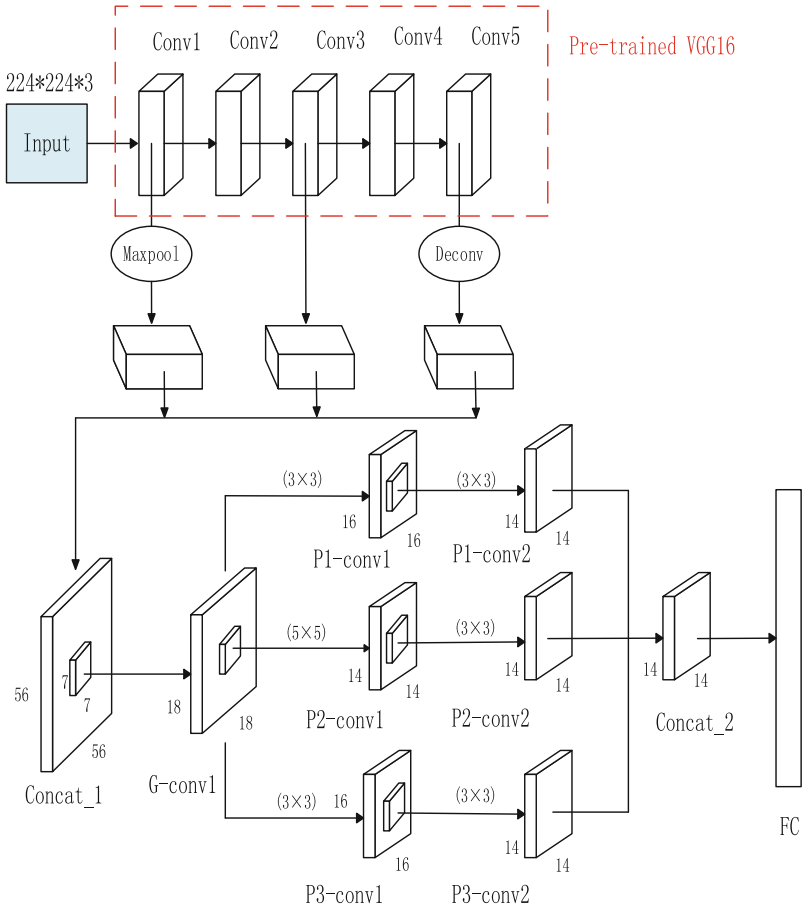 Conv1 Conv2 Conv3 Conv4 Conv5
Pre-trained VGG16
224*224*3
Input
Maxpool
Deconv
(3×3)
(3×3)
16
16
14
14
P1-conv1
P1-conv2
(5×5)
(3×3)
56
7
7
56
18
18
14
14
14
14
14
14
Concat_1
G-conv1
P2-conv1
P2-conv2
Concat_2
(3×3)
16
(3×3)
16
14
14
FC
P3-conv1
P3-conv2